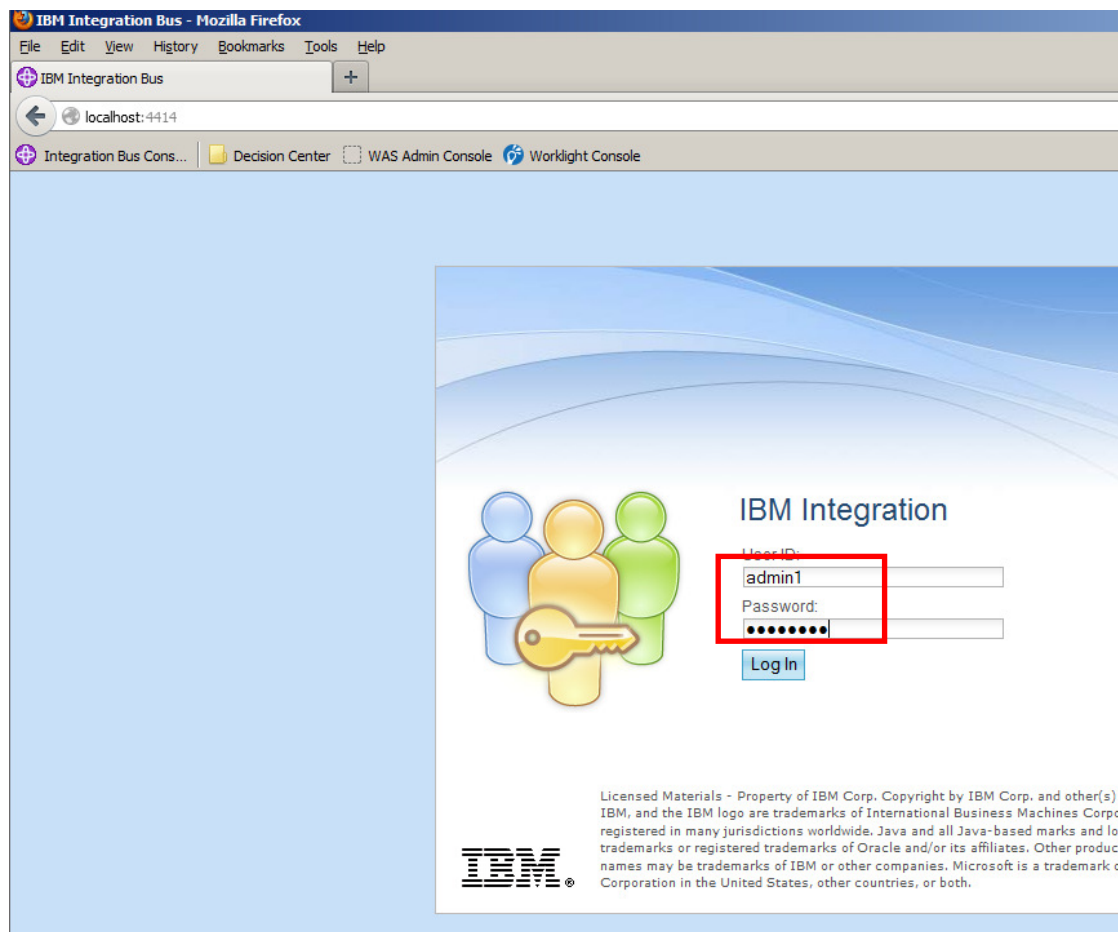 IBM Integration Bus - Mozilla Firefox
File Edit View History Bookmarks Tools Help
IBM Integration Bus +
localhost:4414
Integration Bus Cons... Decision Center WAS Admin Console Worklight Console
IBM Integration
User ID:
admin1
Password:
••••••••
Log In
Licensed Materials - Property of IBM Corp. Copyright by IBM Corp. and other(s)
IBM, and the IBM logo are trademarks of International Business Machines Corpo
registered in many jurisdictions worldwide. Java and all Java-based marks and lo
trademarks or registered trademarks of Oracle and/or its affiliates. Other produc
names may be trademarks of IBM or other companies. Microsoft is a trademark
Corporation in the United States, other countries, or both.
IBM®